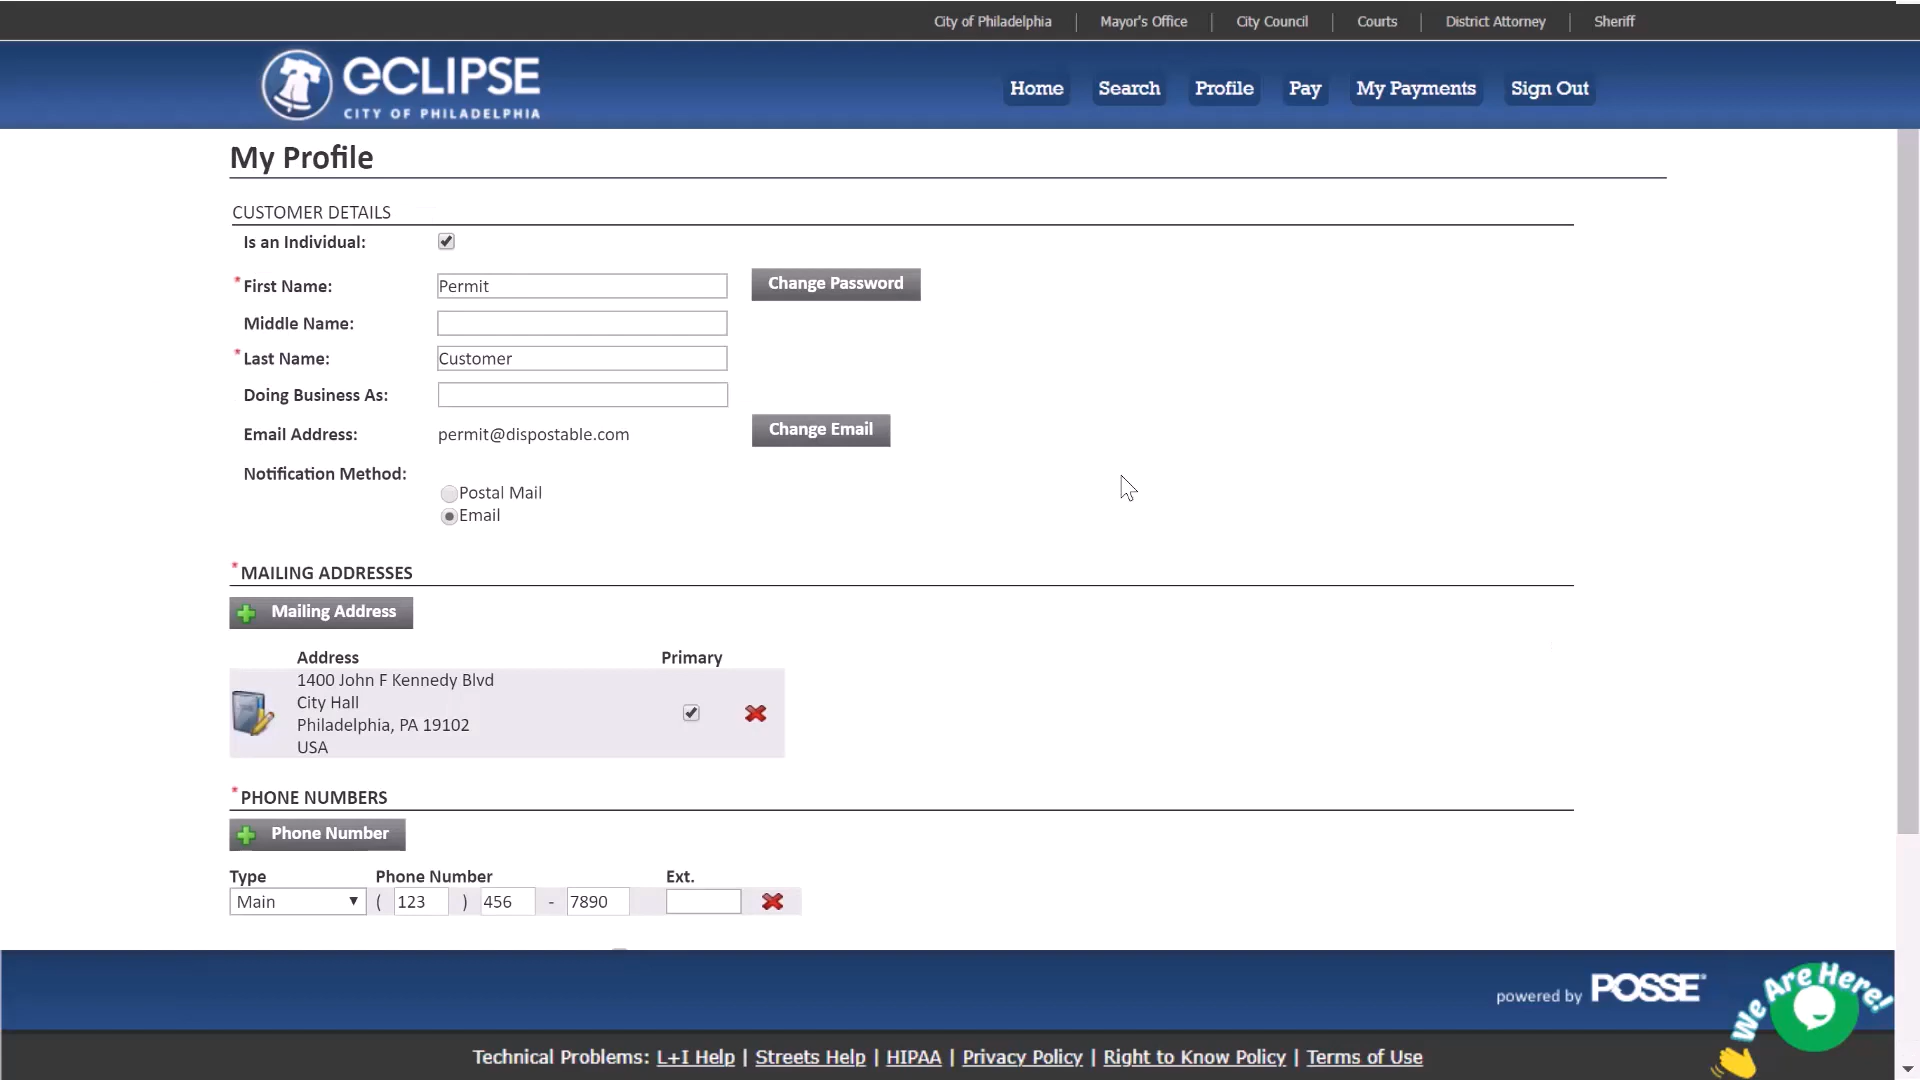 City of Philadelphia | Mayor's Office | City Council | Courts | District Attorney | Sheriff
eCLIPSE
CITY OF PHILADELPHIA
Home Search Profile Pay My Payments Sign Out
My Profile
CUSTOMER DETAILS
Is an Individual:
* First Name: Permit Change Password
Middle Name:
* Last Name: Customer
Doing Business As:
Email Address: permit@dispostable.com Change Email
Notification Method:
Postal Mail
Email
* MAILING ADDRESSES
Mailing Address
Address Primary
1400 John F Kennedy Blvd
City Hall
Philadelphia, PA 19102
USA
* PHONE NUMBERS
Phone Number
Type Phone Number Ext.
Main ( 123 ) 456 - 7890
powered by POSSE
We Are Here!
Technical Problems: L+I Help | Streets Help | HIPAA | Privacy Policy | Right to Know Policy | Terms of Use